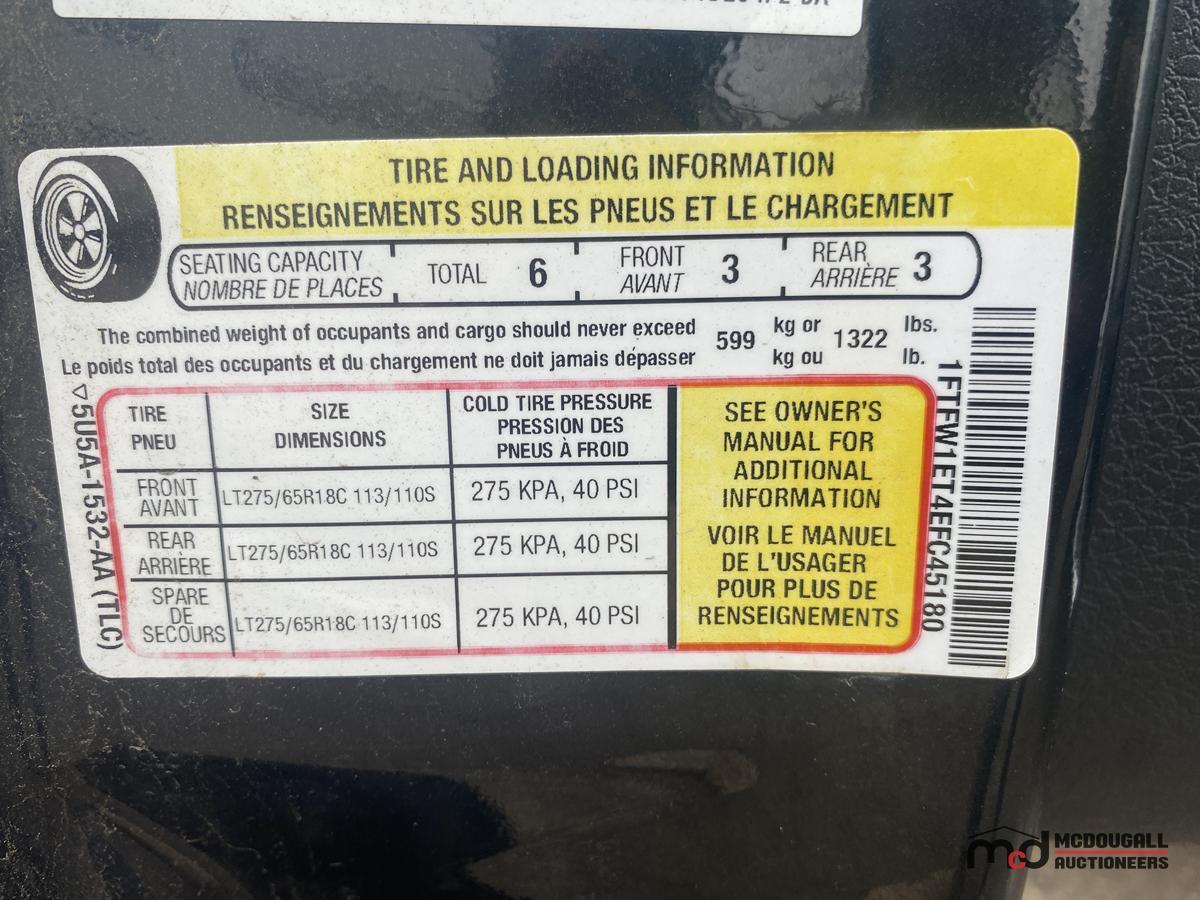 TIRE AND LOADING INFORMATION
RENSEIGNEMENTS SUR LES PNEUS ET LE CHARGEMENT
SEATING CAPACITY
NOMBRE DE PLACES
TOTAL 6
FRONT
AVANT 3
REAR
ARRIÈRE 3
The combined weight of occupants and cargo should never exceed
Le poids total des occupants et du chargement ne doit jamais dépasser
599
kg or
kg ou
1322
lbs.
lb.
5U5A-1532-AA (TLC)
TIRE
PNEU
SIZE
DIMENSIONS
COLD TIRE PRESSURE
PRESSION DES
PNEUS À FROID
FRONT
AVANT
LT275/65R18C 113/110S
275 KPA, 40 PSI
REAR
ARRIÈRE
LT275/65R18C 113/110S
275 KPA, 40 PSI
SPARE
DE
SECOURS
LT275/65R18C 113/110S
275 KPA, 40 PSI
SEE OWNER'S
MANUAL FOR
ADDITIONAL
INFORMATION
VOIR LE MANUEL
DE L'USAGER
POUR PLUS DE
RENSEIGNEMENTS
1FTFW1ET4EFC45180
mcd
MCDOUGALL
AUCTIONEERS